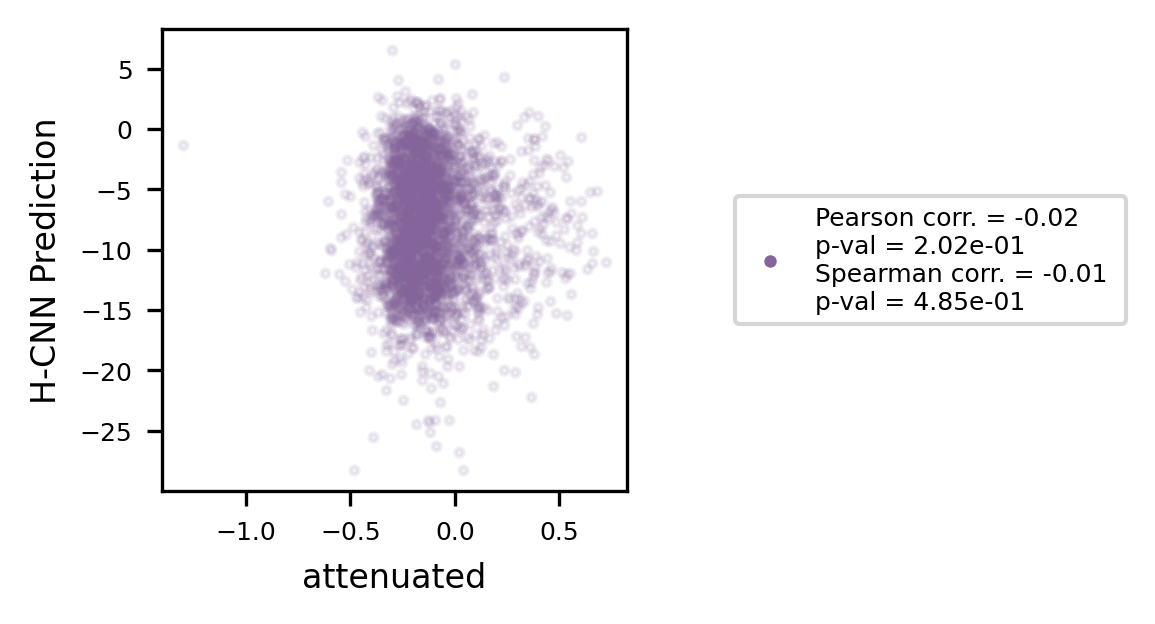 H-CNN Prediction
5
0
−5
−10
−15
−20
−25
−1.0
−0.5
0.0
0.5
attenuated
Pearson corr. = -0.02
p-val = 2.02e-01
Spearman corr. = -0.01
p-val = 4.85e-01